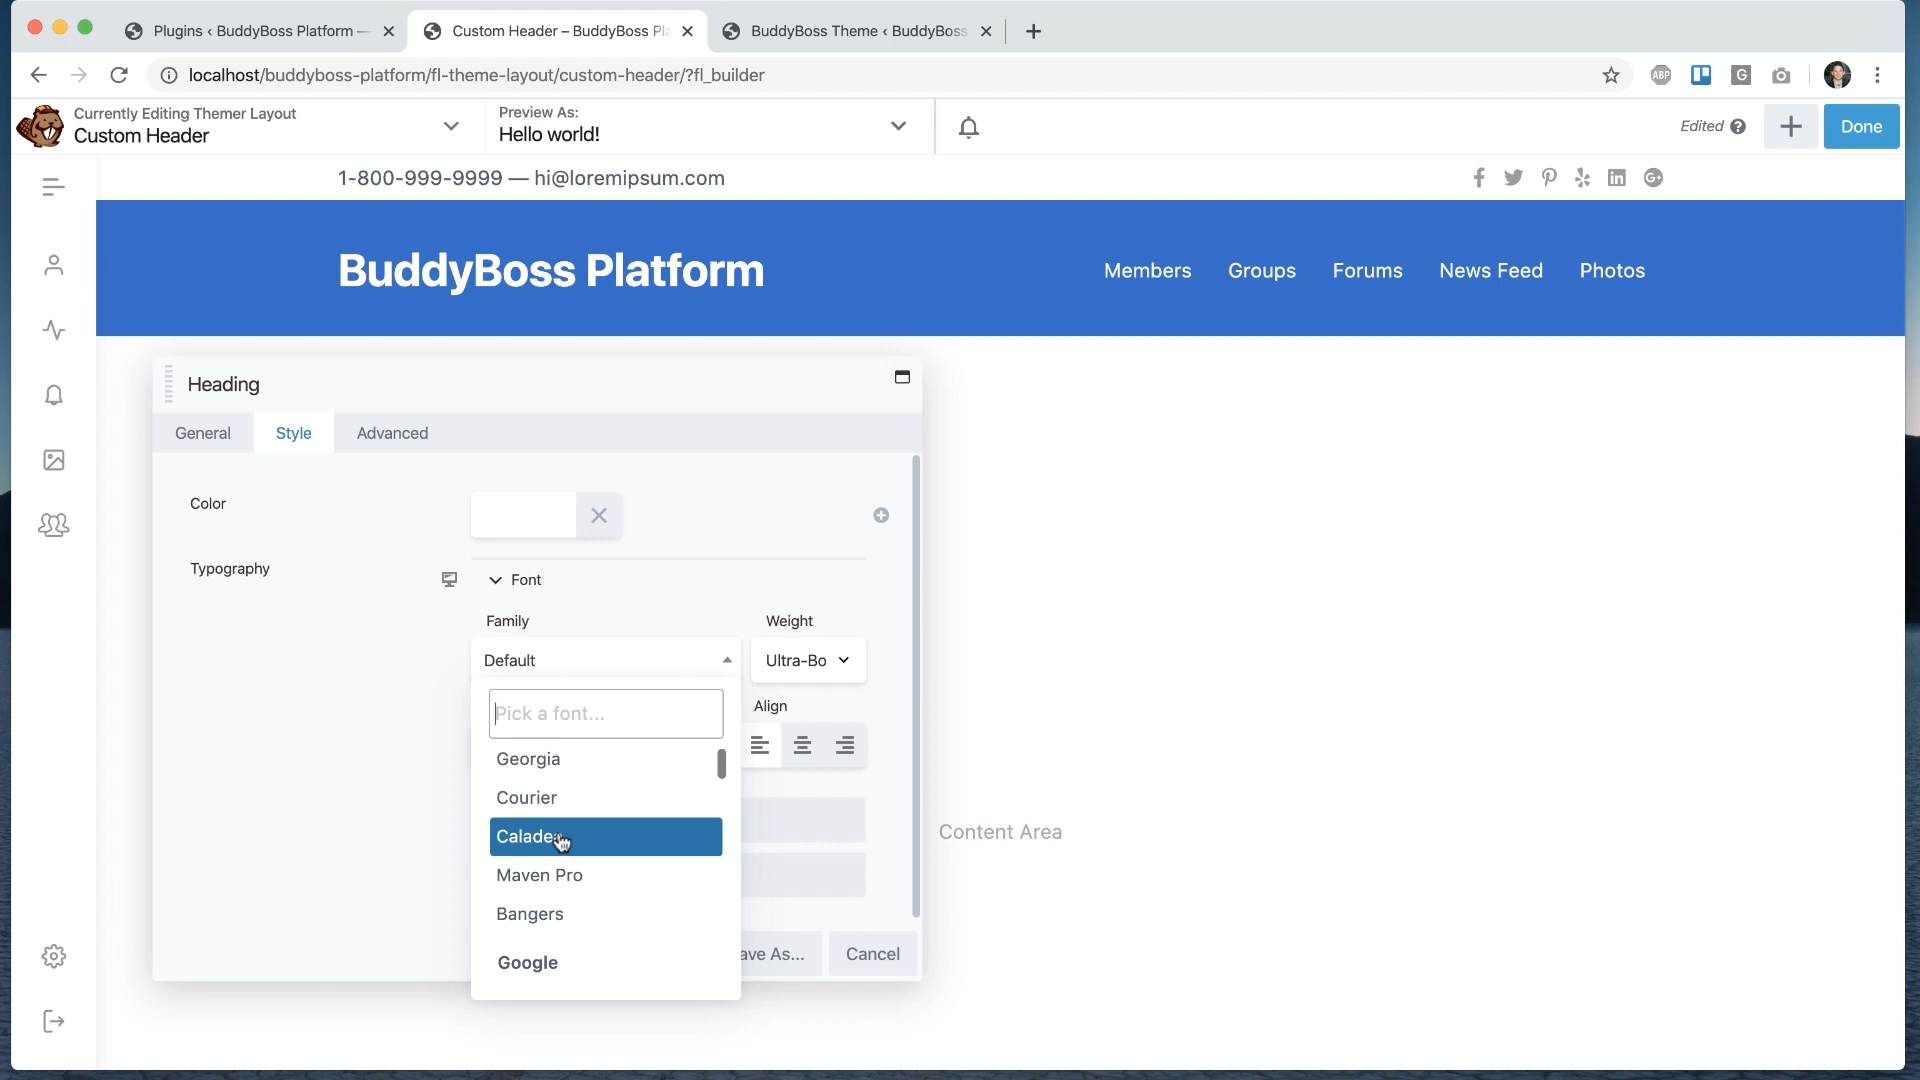 Plugins ‹ BuddyBoss Platform —
Custom Header – BuddyBoss Pla
BuddyBoss Theme ‹ BuddyBoss
localhost/buddyboss-platform/fl-theme-layout/custom-header/?fl_builder
ABP
G
Currently Editing Themer Layout
Custom Header
Preview As:
Hello world!
Edited
Done
1-800-999-9999 — hi@loremipsum.com
BuddyBoss Platform
Members
Groups
Forums
News Feed
Photos
Heading
General
Style
Advanced
Color
Typography
Font
Family
Weight
Default
Ultra-Bo
Pick a font...
Align
Georgia
Courier
Calade
Maven Pro
Bangers
Google
Content Area
ave As...
Cancel